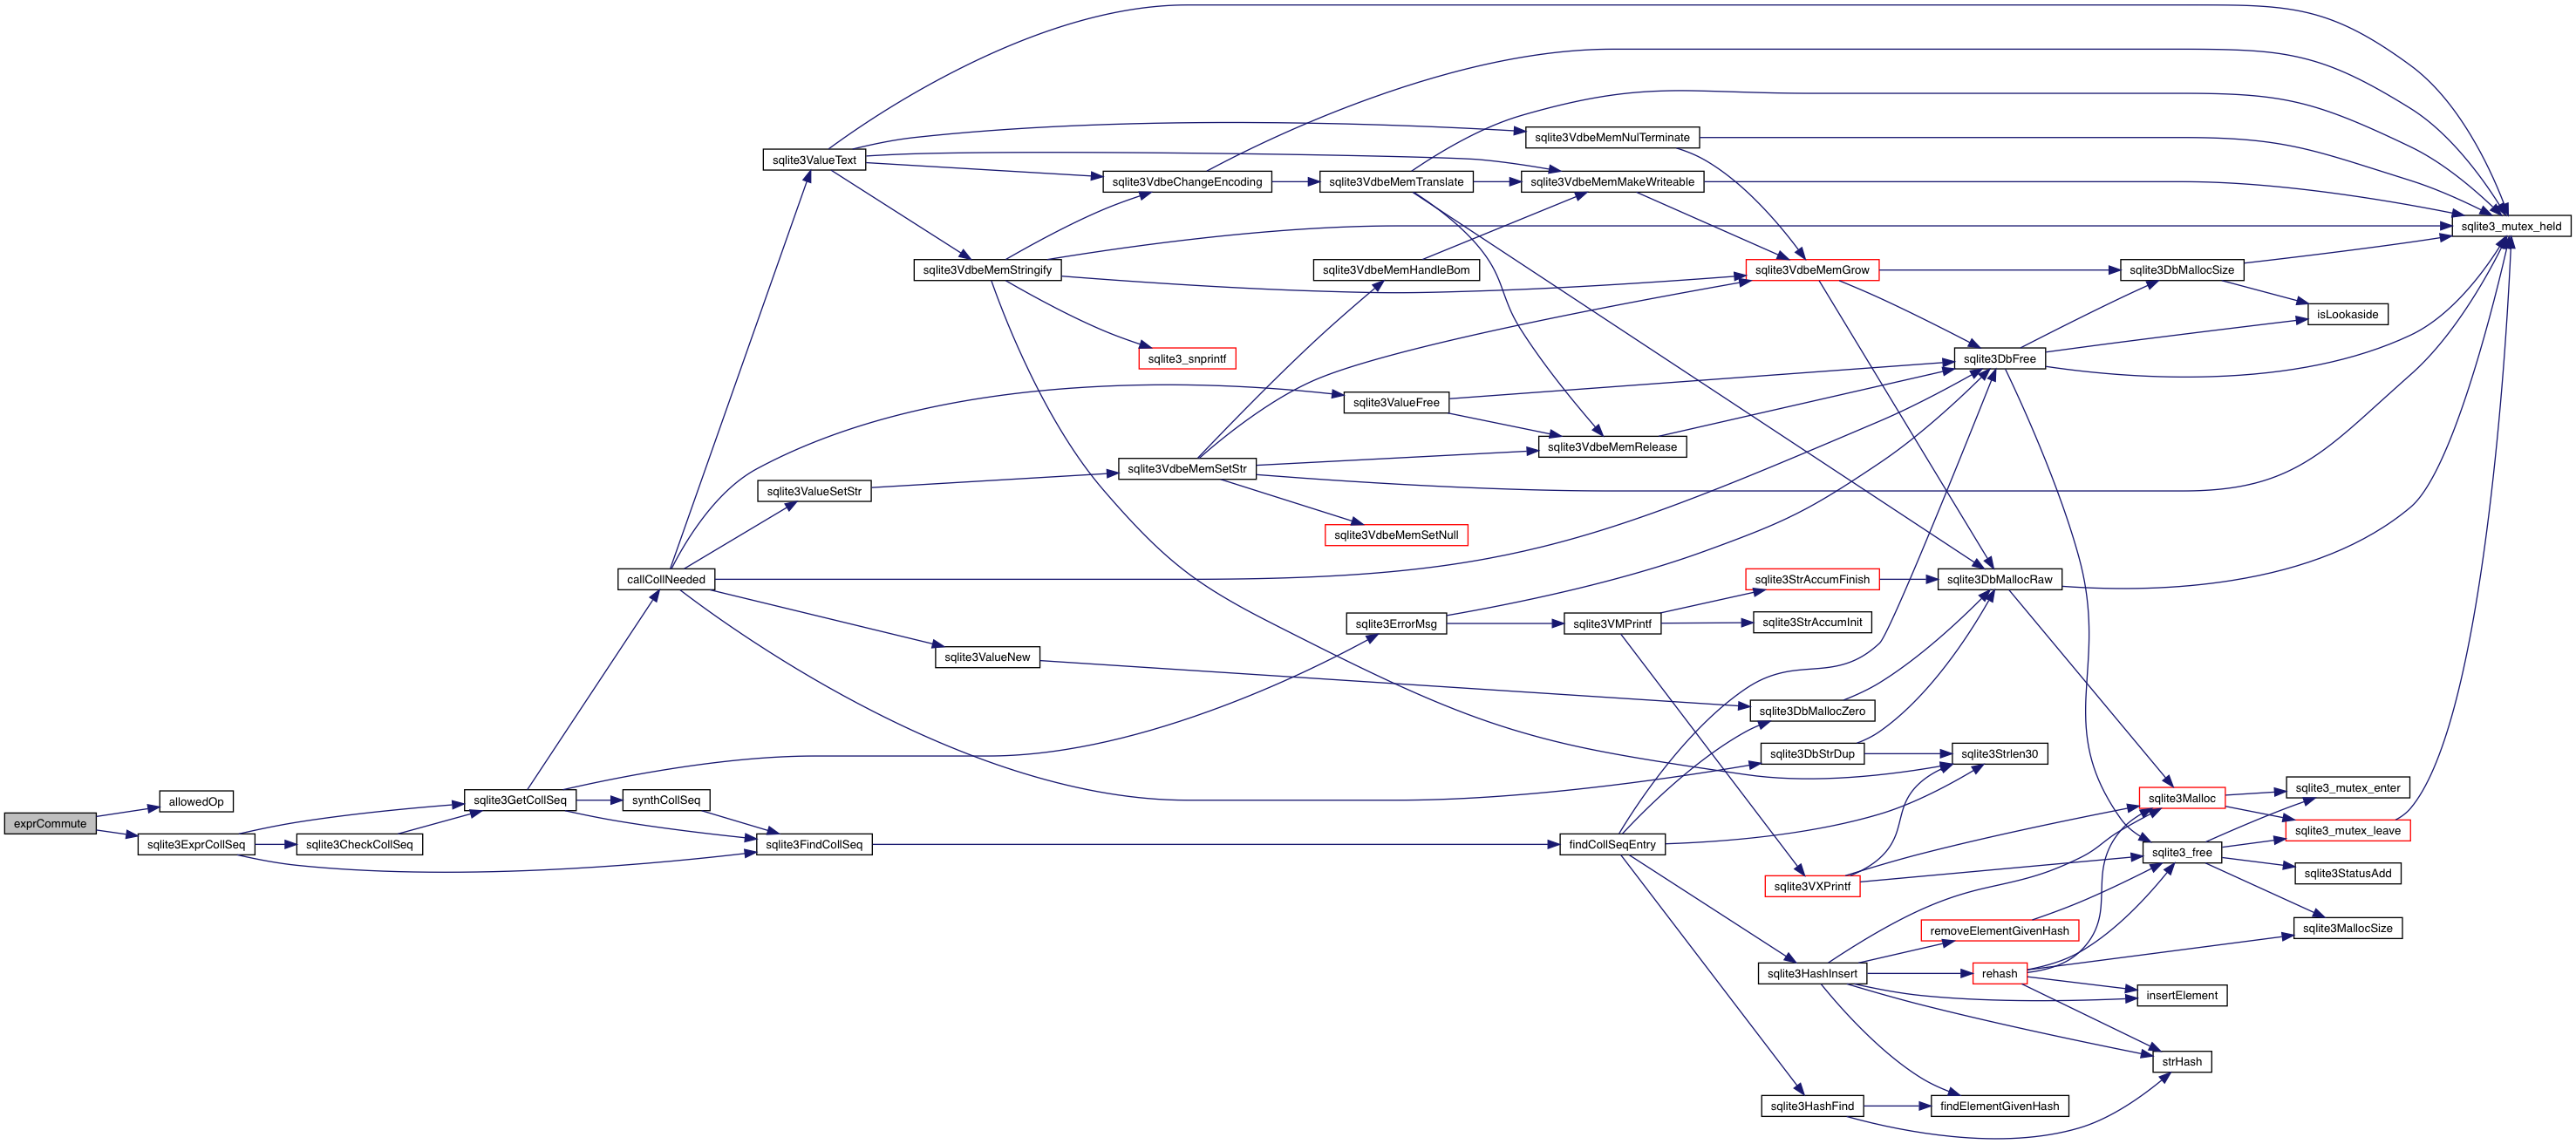 sqlite3VdbeMemNulTerminate
sqlite3ValueText
sqlite3VdbeChangeEncoding
sqlite3VdbeMemTranslate
sqlite3VdbeMemMakeWriteable
sqlite3_mutex_held
sqlite3VdbeMemStringify
sqlite3VdbeMemHandleBom
sqlite3VdbeMemGrow
sqlite3DbMallocSize
isLookaside
sqlite3_snprintf
sqlite3DbFree
sqlite3ValueFree
sqlite3VdbeMemRelease
sqlite3VdbeMemSetStr
sqlite3ValueSetStr
sqlite3VdbeMemSetNull
callCollNeeded
sqlite3StrAccumFinish
sqlite3DbMallocRaw
sqlite3ErrorMsg
sqlite3VMPrintf
sqlite3StrAccumInit
sqlite3ValueNew
sqlite3DbMallocZero
sqlite3DbStrDup
sqlite3Strlen30
sqlite3_mutex_enter
allowedOp
sqlite3GetCollSeq
synthCollSeq
sqlite3Malloc
exprCommute
sqlite3_mutex_leave
sqlite3ExprCollSeq
sqlite3CheckCollSeq
sqlite3FindCollSeq
findCollSeqEntry
sqlite3_free
sqlite3StatusAdd
sqlite3VXPrintf
removeElementGivenHash
sqlite3MallocSize
sqlite3HashInsert
rehash
insertElement
strHash
sqlite3HashFind
findElementGivenHash